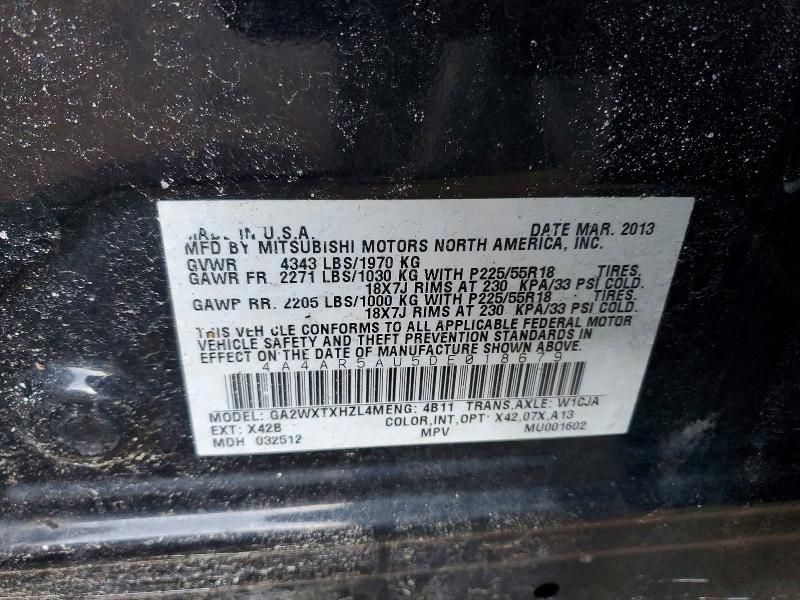 MADE IN U.S.A. DATE MAR. 2013
MFD BY MITSUBISHI MOTORS NORTH AMERICA, INC.
GVWR 4343 LBS/1970 KG
GAWR FR. 2271 LBS/1030 KG WITH P225/55R18 TIRES.
18X7J RIMS AT 230 KPA/33 PSI COLD.
GAWR RR. 2205 LBS/1000 KG WITH P225/55R18 TIRES.
18X7J RIMS AT 230 KPA/33 PSI COLD.
THIS VEHICLE CONFORMS TO ALL APPLICABLE FEDERAL MOTOR
VEHICLE SAFETY AND THEFT PREVENTION STANDARDS IN
EFFECT ON THE DATE OF MANUFACTURE SHOWN ABOVE.
MODEL: GA2WXTXHZL4MENG: 4B11 TRANS,AXLE: W1CJA
EXT: X42B COLOR,INT,OPT: X42,07X,A13
MDH 032512 MPV MU001602